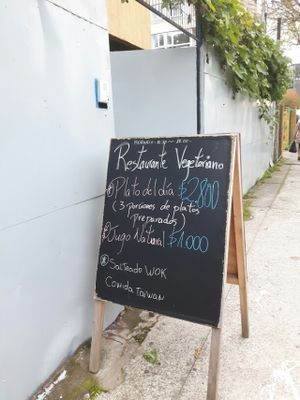 Restaurante Vegetariano
Plato del día $2.800
(3 porciones de platos
preparados)
Jugo Natural $1.000
Salteado WOK
Comida Taiwan